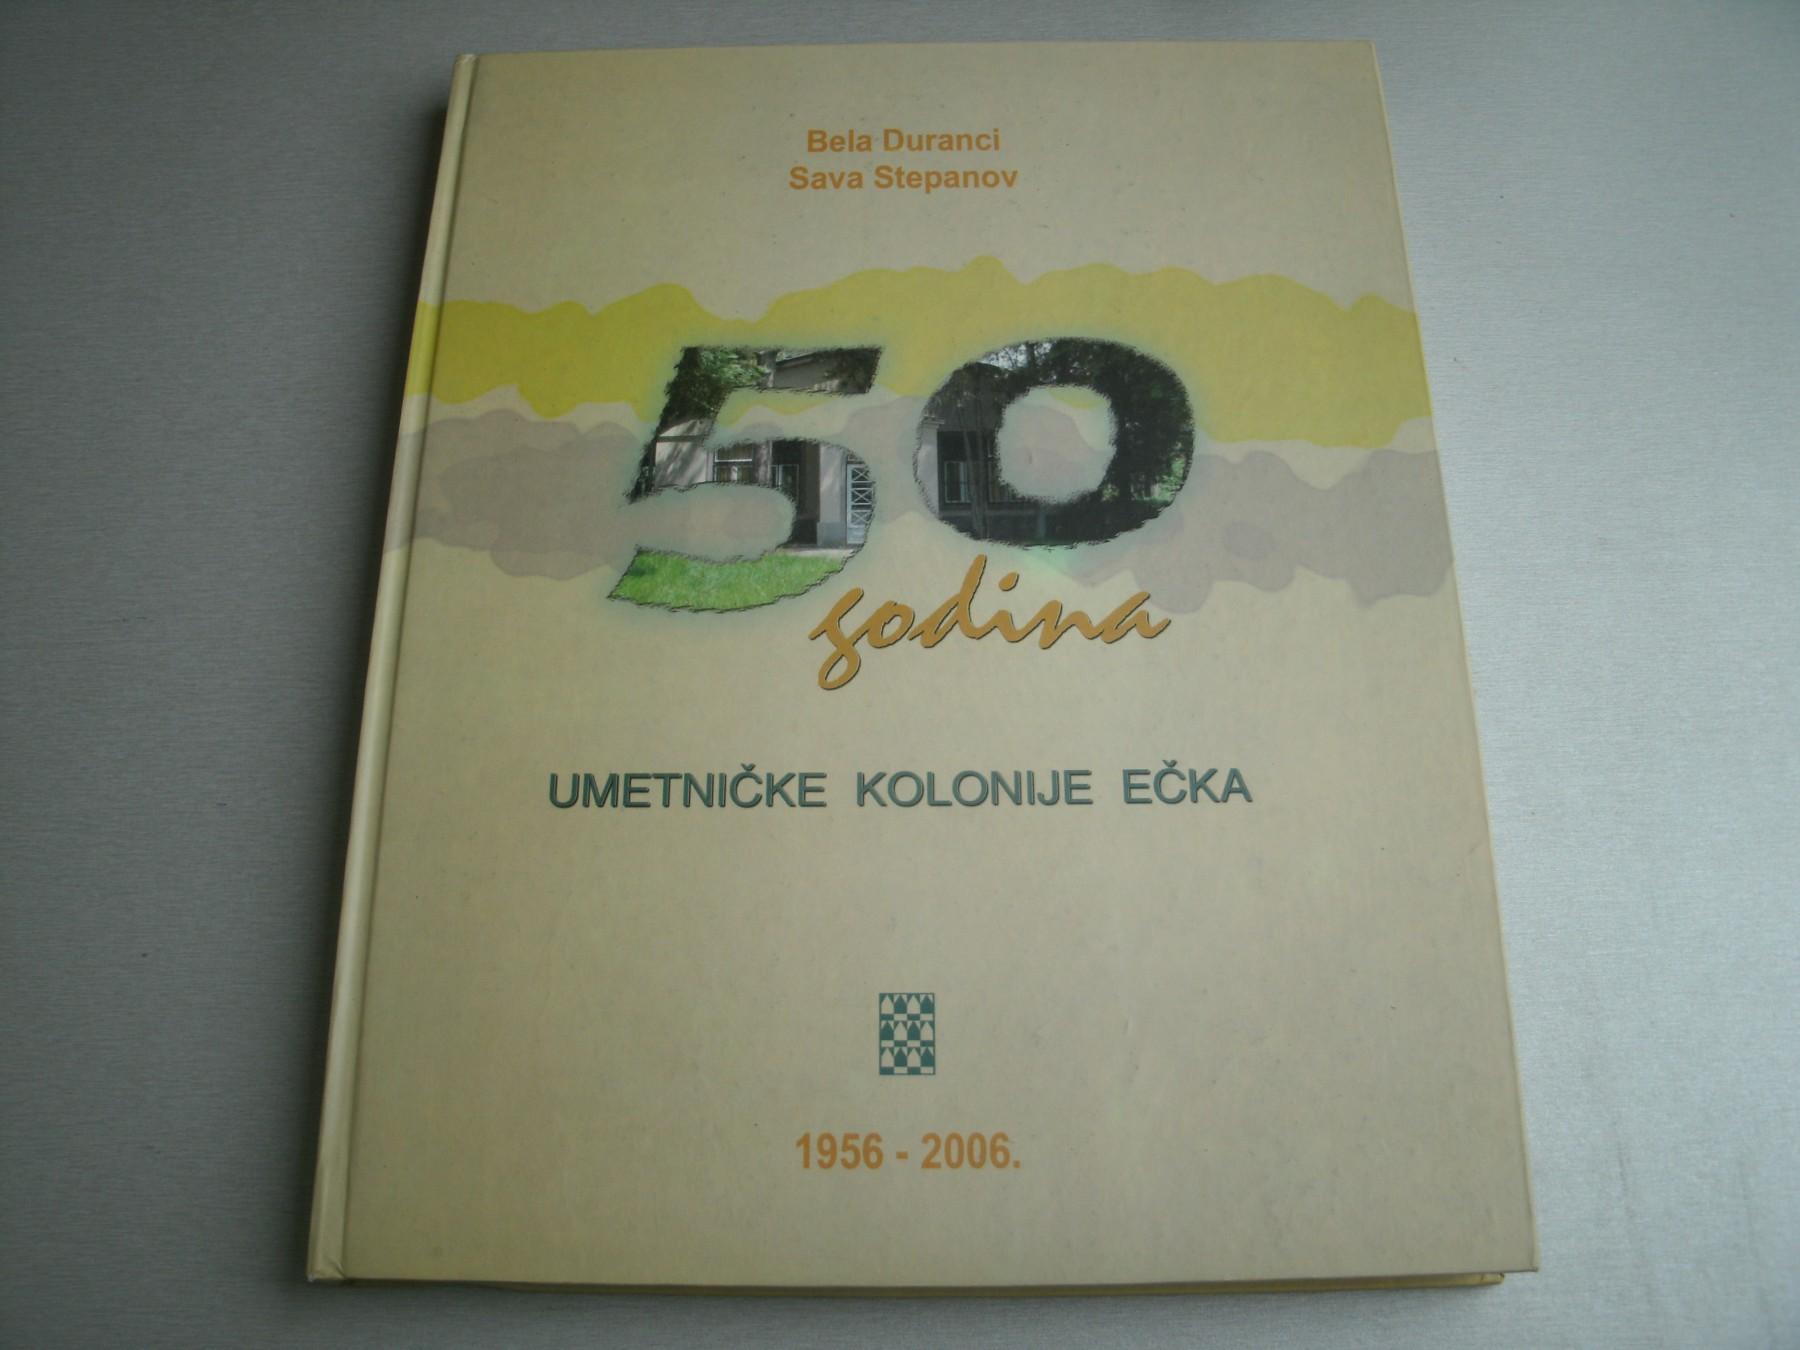 Bela Duranci
Sava Stepanov
50
godina
UMETNIČKE KOLONIJE EČKA
1956 - 2006.